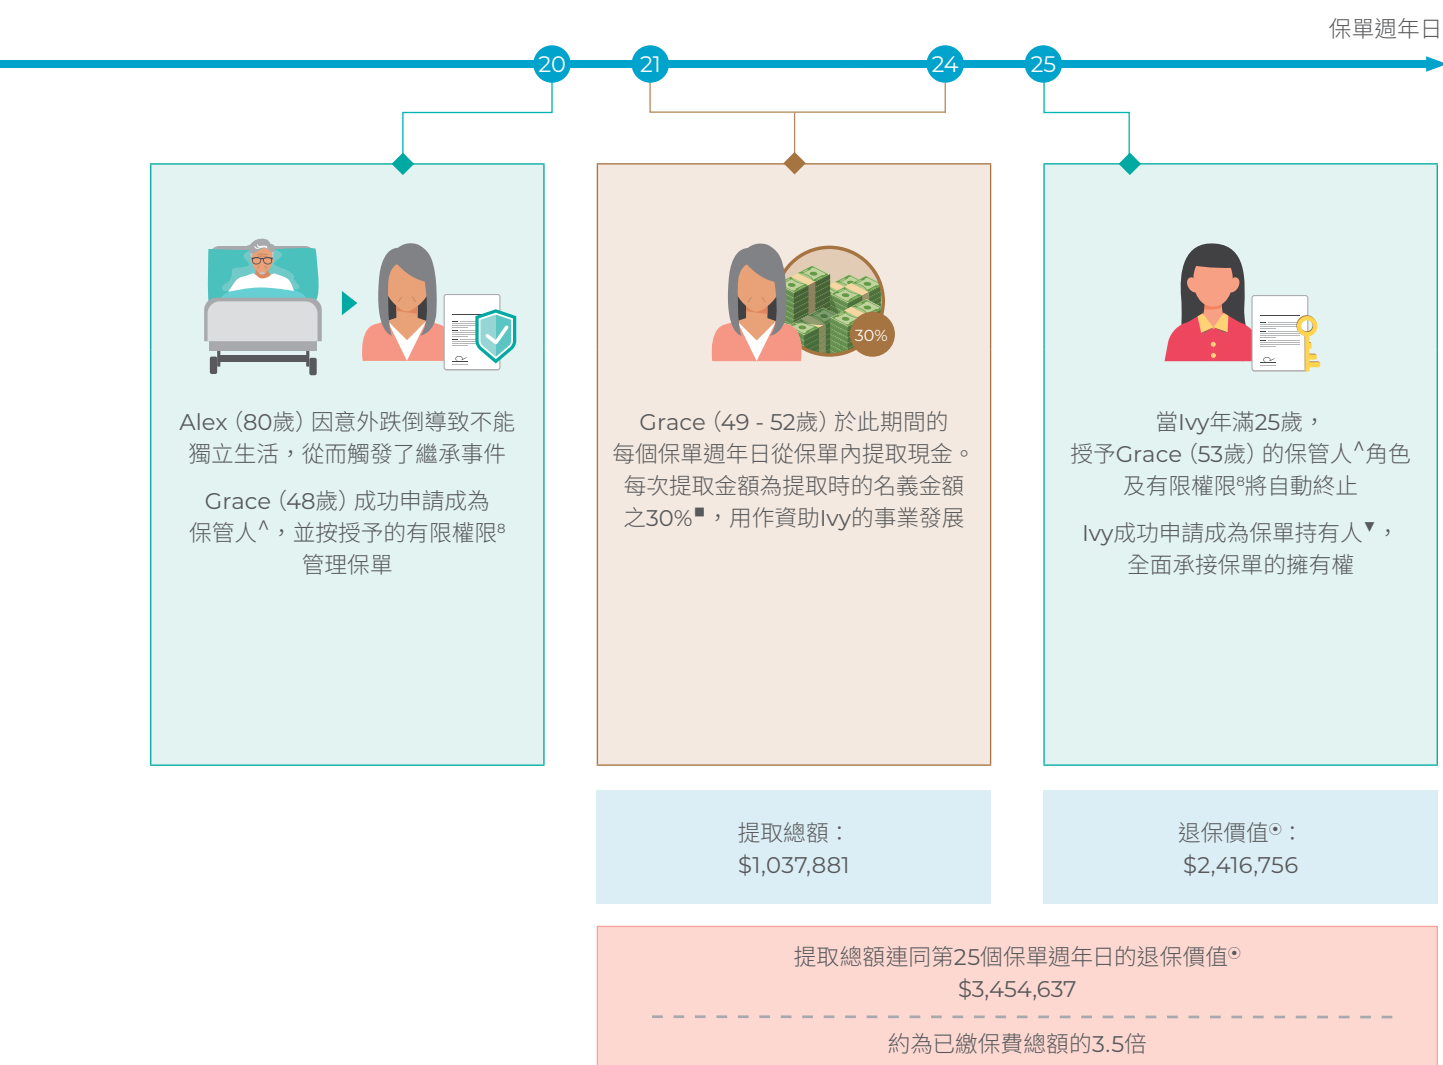 保單週年日
20
21
24
25
Alex（80歲）因意外跌倒導致不能
獨立生活，從而觸發了繼承事件
Grace（48歲）成功申請成為
保管人^，並按授予的有限權限⁸
管理保單
30%
Grace（49 - 52歲）於此期間的
每個保單週年日從保單內提取現金。
每次提取金額為提取時的名義金額
之30%■，用作資助Ivy的事業發展
當Ivy年滿25歲，
授予Grace（53歲）的保管人^角色
及有限權限⁸將自動終止
Ivy成功申請成為保單持有人▼，
全面承接保單的擁有權
提取總額：
$1,037,881
退保價值⊙：
$2,416,756
提取總額連同第25個保單週年日的退保價值⊙
$3,454,637
約為已繳保費總額的3.5倍